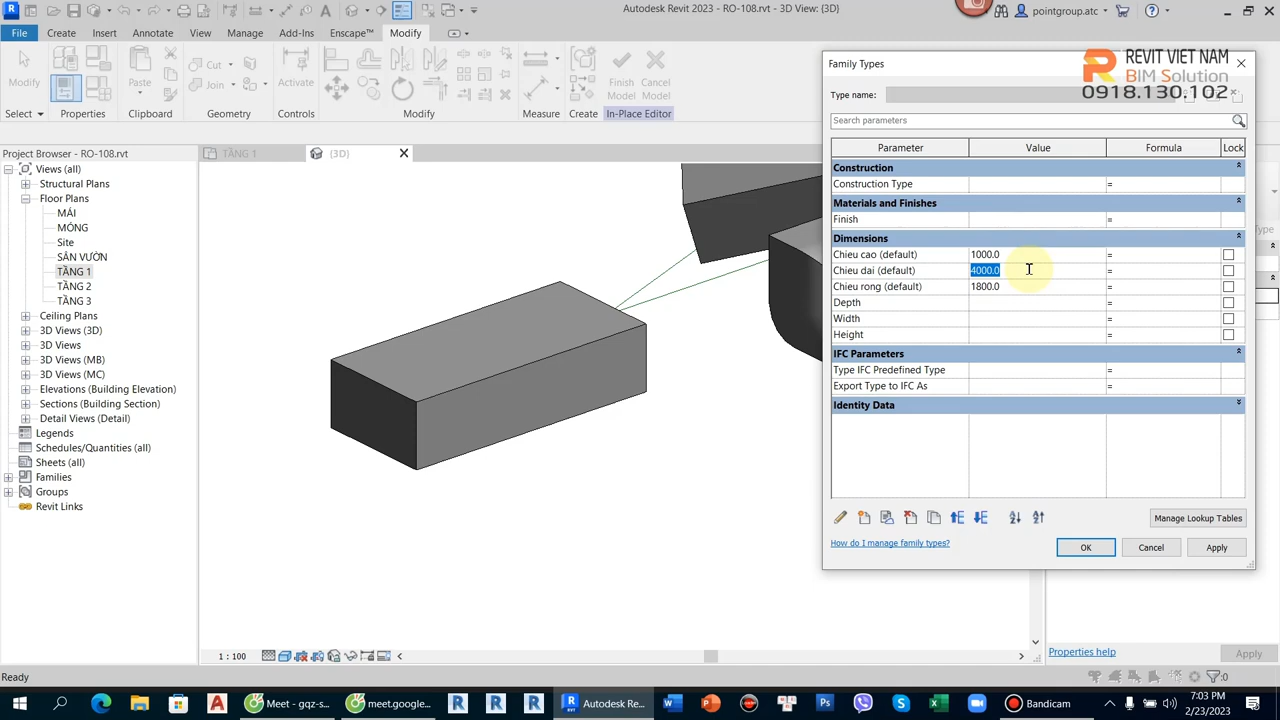 Autodesk Revit 2023 - RO-108.rvt - 3D View: (3D)
pointgroup.atc
File Create Insert Annotate View Manage Add-Ins Enscape™ Modify
Modify
Paste
Cut
Join
Activate
Finish Model
Cancel Model
Select Properties Clipboard Geometry Controls Modify Measure Create In-Place Editor
Project Browser - RO-108.rvt
TẦNG 1
(3D)
Views (all)
Structural Plans
Floor Plans
MÁI
MÓNG
Site
SÂN VƯỜN
TẦNG 1
TẦNG 2
TẦNG 3
Ceiling Plans
3D Views (3D)
3D Views
3D Views (MB)
3D Views (MC)
Elevations (Building Elevation)
Sections (Building Section)
Detail Views (Detail)
Legends
Schedules/Quantities (all)
Sheets (all)
Families
Groups
Revit Links
Family Types
REVIT VIET NAM
BIM Solution
0918.130.102
Type name:
Search parameters
Parameter Value Formula Lock
Construction
Construction Type =
Materials and Finishes
Finish =
Dimensions
Chieu cao (default) 1000.0 =
Chieu dai (default) 4000.0 =
Chieu rong (default) 1800.0 =
Depth =
Width =
Height =
IFC Parameters
Type IFC Predefined Type =
Export Type to IFC As =
Identity Data
Manage Lookup Tables
How do I manage family types?
OK Cancel Apply
1 : 100
Properties help
Apply
Ready
:0
Meet - gqz-s...
meet.google...
Autodesk Re...
Bandicam
7:03 PM
2/23/2023